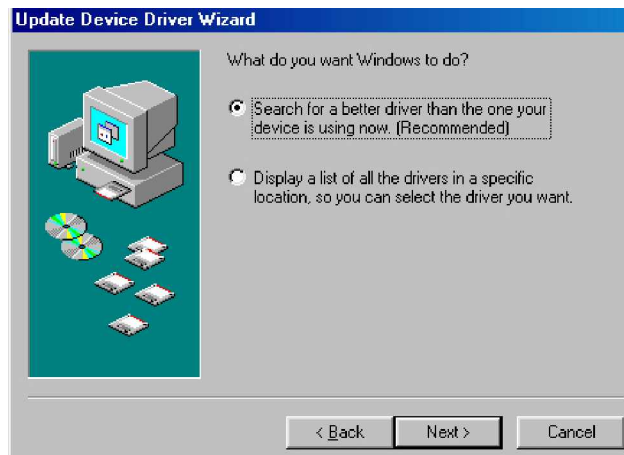 Update Device Driver Wizard
What do you want Windows to do?
Search for a better driver than the one your
device is using now. (Recommended)
Display a list of all the drivers in a specific
location, so you can select the driver you want.
< Back Next > Cancel